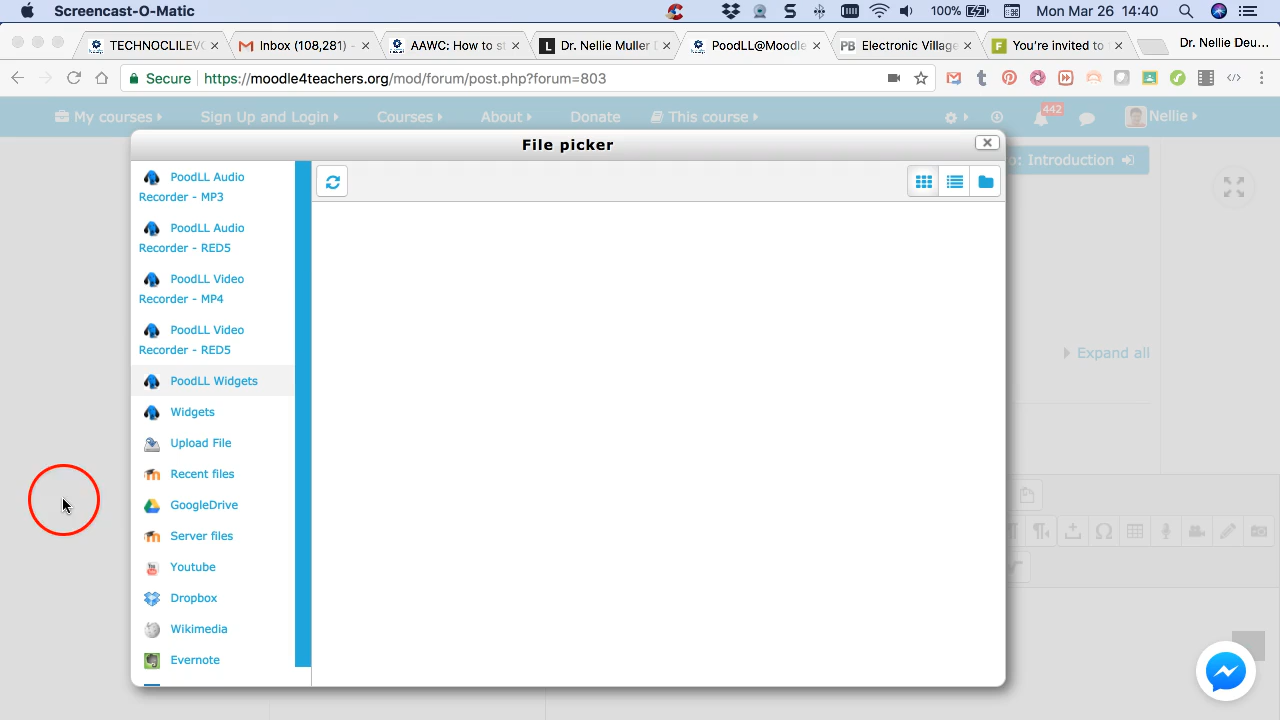 Screencast-O-Matic
100%
Mon Mar 26 14:40
TECHNOCLILEVO
Inbox (108,281) -
AAWC: How to st
Dr. Nellie Muller D
PoodLL@Moodle
Electronic Village
You're invited to
Dr. Nellie Deu...
Secure
https://moodle4teachers.org/mod/forum/post.php?forum=803
My courses
Sign Up and Login
Courses
About
Donate
This course
442
Nellie
File picker
o: Introduction
PoodLL Audio
Recorder - MP3
PoodLL Audio
Recorder - RED5
PoodLL Video
Recorder - MP4
PoodLL Video
Recorder - RED5
Expand all
PoodLL Widgets
Widgets
Upload File
Recent files
GoogleDrive
Server files
Youtube
Dropbox
Wikimedia
Evernote